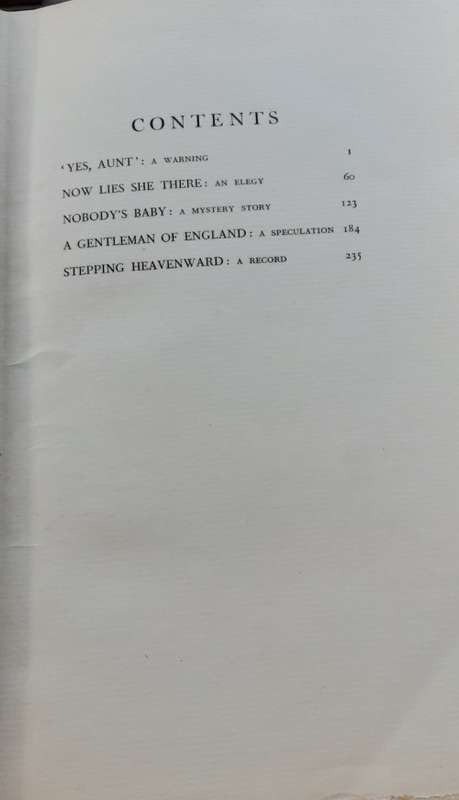 CONTENTS
‘YES, AUNT’: A WARNING 1
NOW LIES SHE THERE: AN ELEGY 60
NOBODY’S BABY: A MYSTERY STORY 123
A GENTLEMAN OF ENGLAND: A SPECULATION 184
STEPPING HEAVENWARD: A RECORD 235